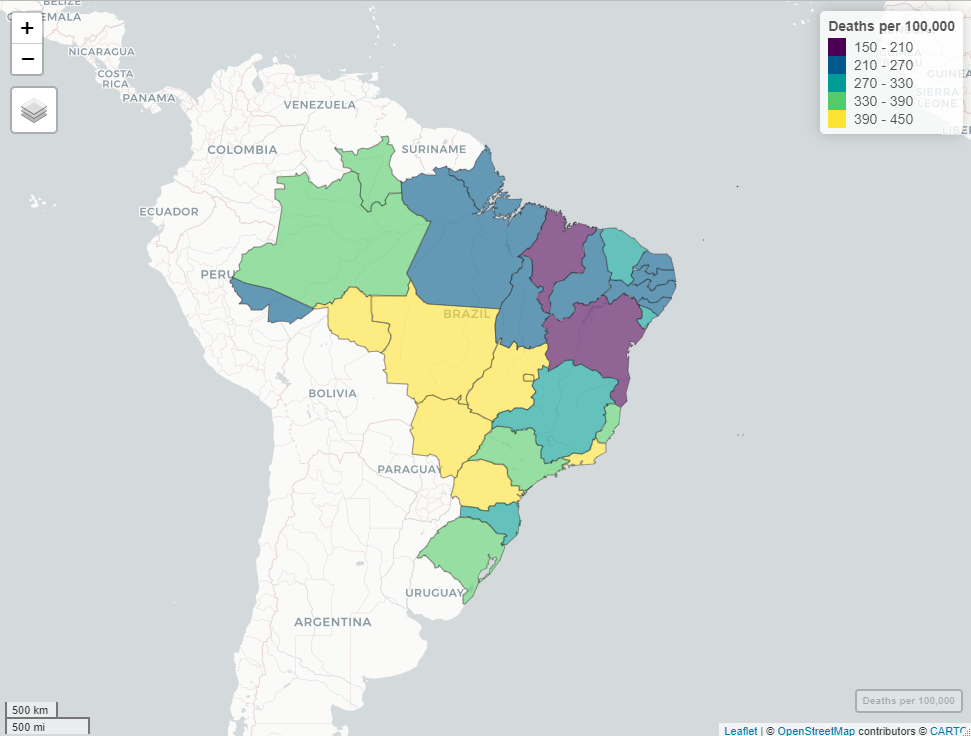 BELIZE
GUATEMALA
NICARAGUA
COSTA
RICA
PANAMA
VENEZUELA
COLOMBIA
SURINAME
ECUADOR
PERU
BRAZIL
BOLIVIA
PARAGUAY
URUGUAY
ARGENTINA
+
−
Deaths per 100,000
150 - 210
210 - 270
270 - 330
330 - 390
390 - 450
GUINEA
SIERRA
LEONE
LIBER
500 km
500 mi
Deaths per 100,000
Leaflet | © OpenStreetMap contributors © CARTO